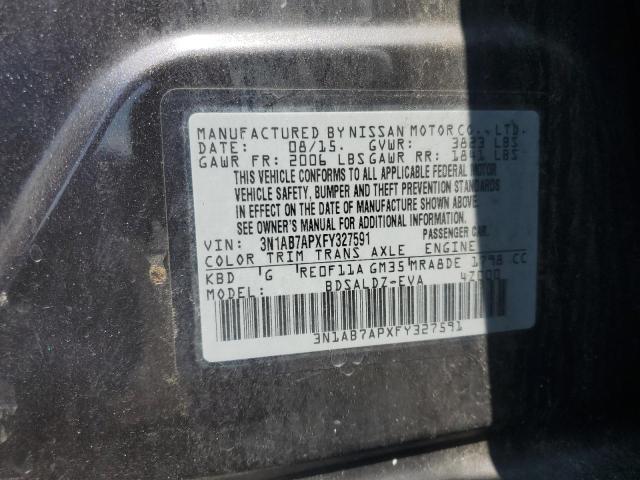 MANUFACTURED BY NISSAN MOTOR CO., LTD.
DATE: 08/15. GVWR: 3823 LBS
GAWR FR: 2006 LBS GAWR RR: 1841 LBS
THIS VEHICLE CONFORMS TO ALL APPLICABLE FEDERAL MOTOR
VEHICLE SAFETY, BUMPER AND THEFT PREVENTION STANDARDS
IN EFFECT ON THE DATE OF MANUFACTURE SHOWN ABOVE.
SEE OWNER'S MANUAL FOR ADDITIONAL INFORMATION.
VIN: 3N1AB7APXFY327591 PASSENGER CAR
COLOR TRIM TRANS AXLE ENGINE
KBD G RE0F11A GM35 MRA8DE 1798 CC
MODEL: BDSALDZ-EVA 4Z000
3N1AB7APXFY327591